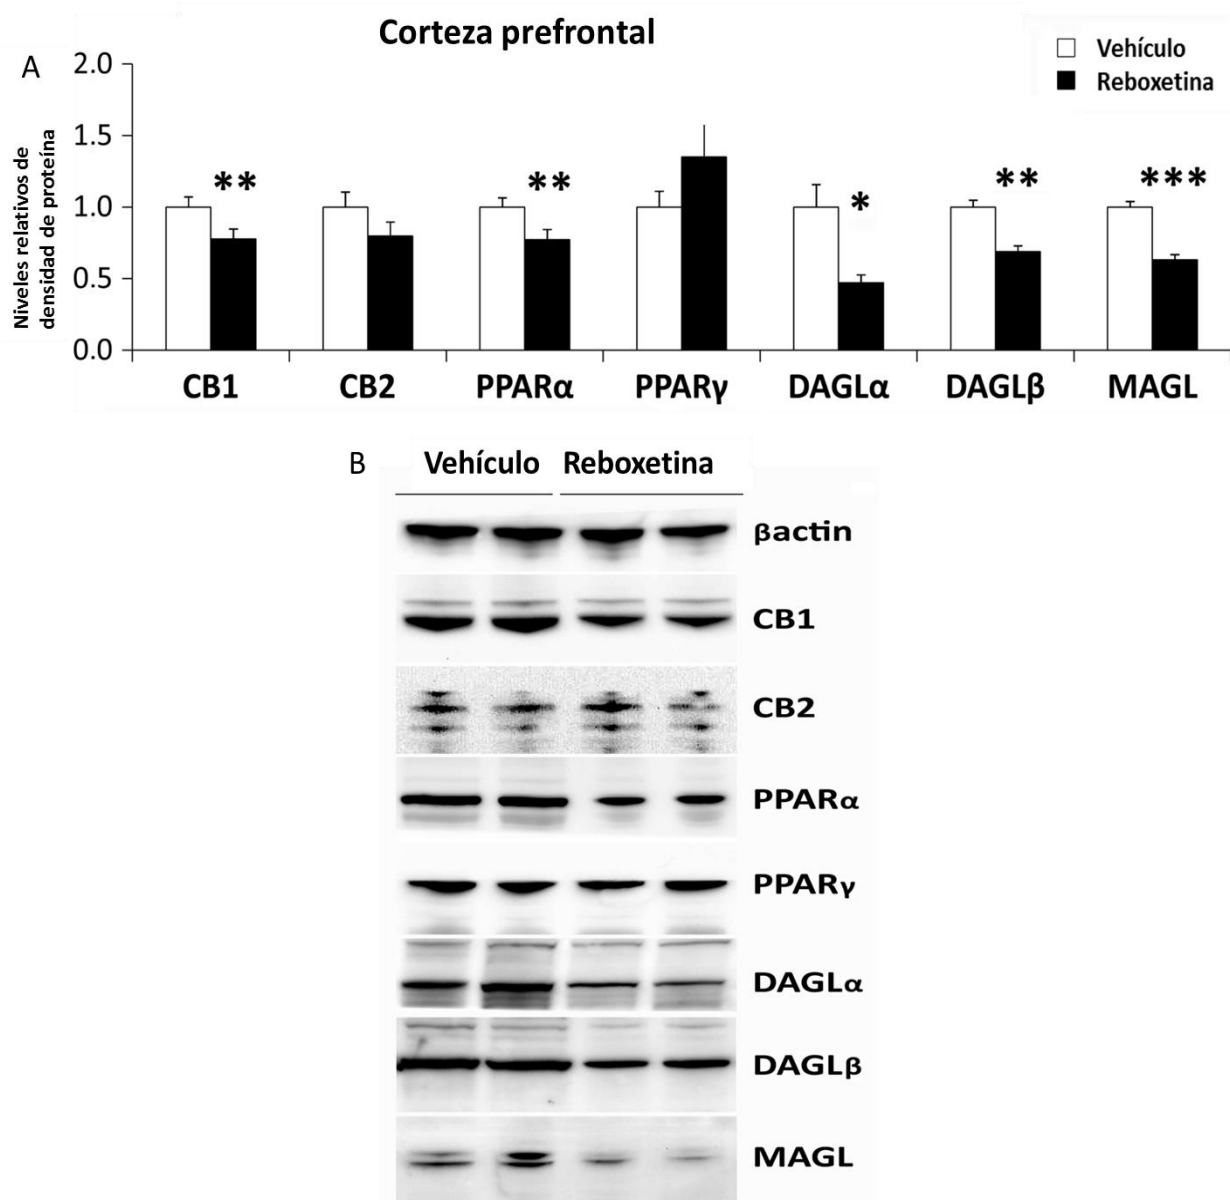 Corteza prefrontal
A
Vehículo
Reboxetina
Niveles relativos de
densidad de proteína
2.0
1.5
1.0
0.5
0.0
** ** * ** ***
CB1 CB2 PPARα PPARγ DAGLα DAGLβ MAGL
B
Vehículo Reboxetina
βactin
CB1
CB2
PPARα
PPARγ
DAGLα
DAGLβ
MAGL